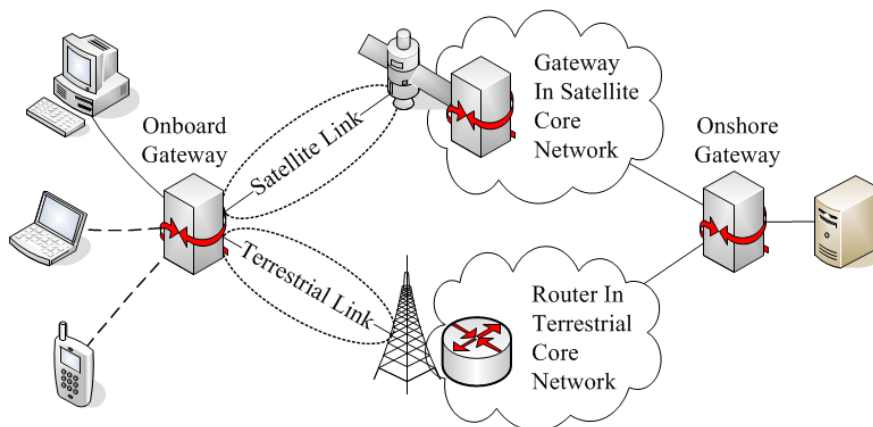 Onboard
Gateway
Satellite Link
Terrestrial Link
Gateway
In Satellite
Core
Network
Router In
Terrestrial
Core
Network
Onshore
Gateway